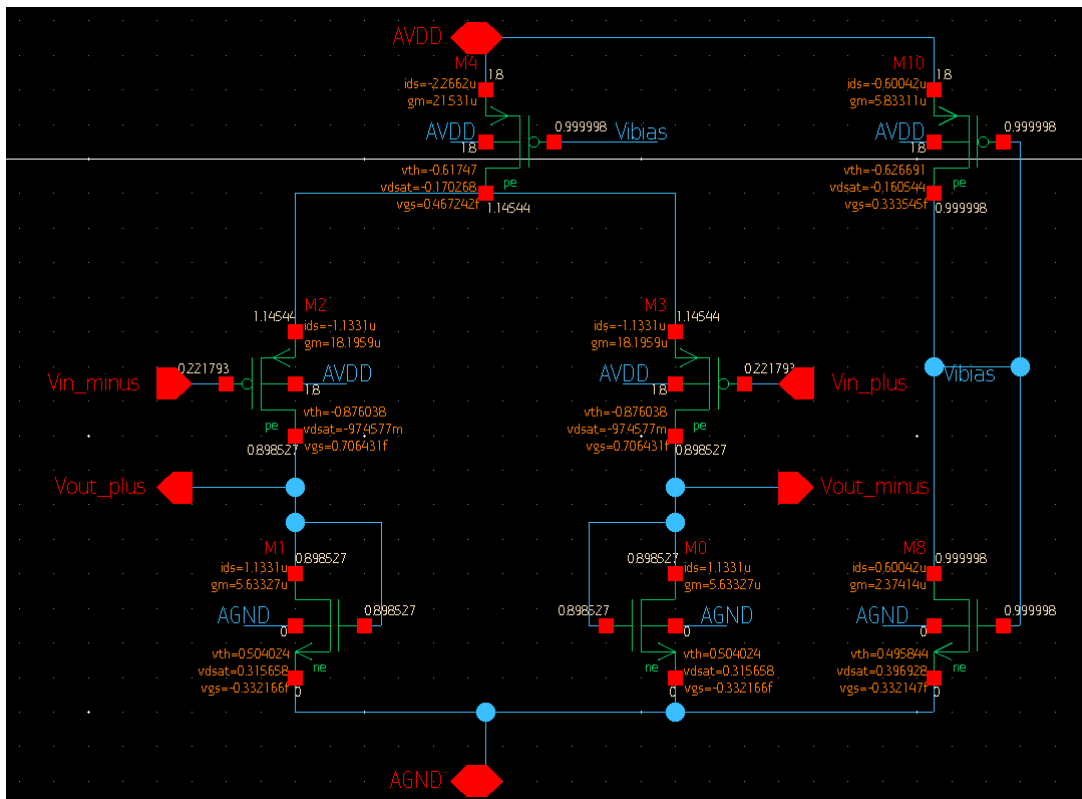 AVDD
M4
1.8
ids=-2.2662u
gm=21.531u
AVDD
1.8
0.999998
Vibias
vth=-0.61747
vdsat=-0.170268
vgs=0.467242f
pe
1.14544
M10
1.8
ids=-0.60042u
gm=5.83311u
AVDD
1.8
0.999998
vth=-0.626691
vdsat=-0.160544
vgs=0.333545f
pe
0.999998
M2
1.14544
ids=-1.1331u
gm=18.1959u
Vin_minus
0.221793
AVDD
1.8
vth=-0.876038
vdsat=-97.4577m
vgs=0.706431f
pe
0.898527
M3
1.14544
ids=-1.1331u
gm=18.1959u
AVDD
1.8
0.221793
Vin_plus
vth=-0.876038
vdsat=-97.4577m
vgs=0.706431f
pe
0.898527
Vibias
Vout_plus
Vout_minus
M1
0.898527
ids=1.1331u
gm=5.63327u
AGND
0
0.898527
vth=0.504024
vdsat=0.315658
vgs=-0.332166f
ne
0
M0
0.898527
ids=1.1331u
gm=5.63327u
0.898527
AGND
0
vth=0.504024
vdsat=0.315658
vgs=-0.332166f
ne
0
M8
0.999998
ids=0.60042u
gm=2.37414u
AGND
0
0.999998
vth=0.495844
vdsat=0.396928
vgs=-0.332147f
ne
0
AGND